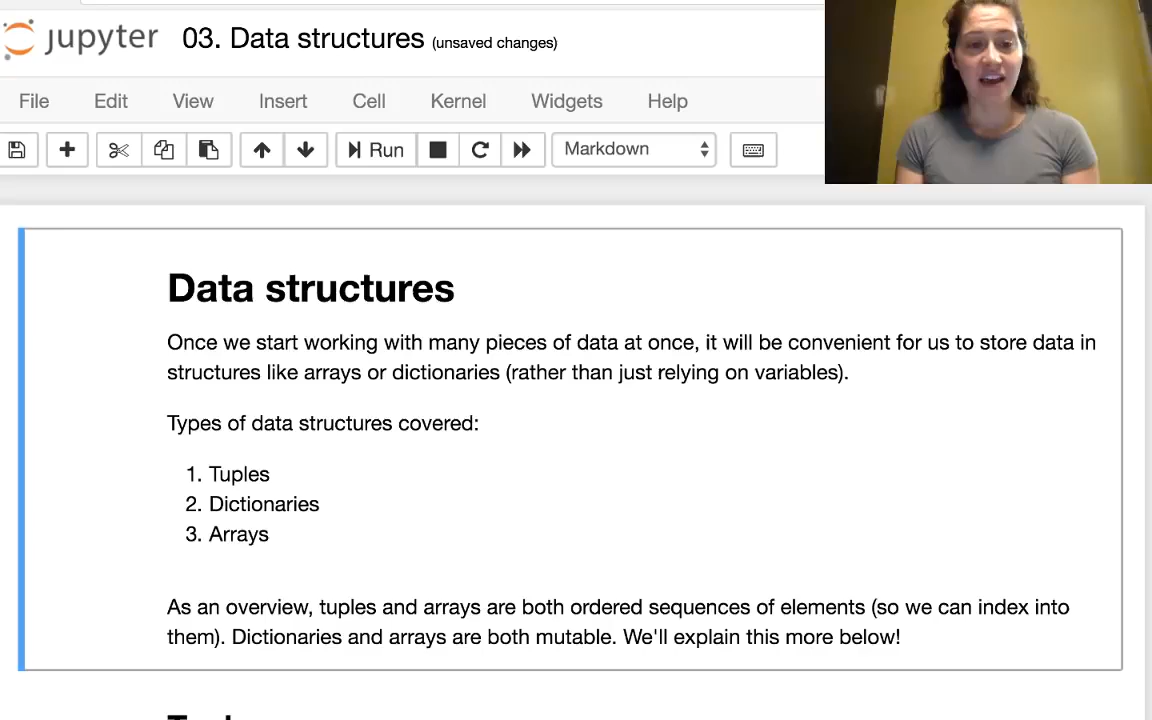 jupyter 03. Data structures (unsaved changes)
File Edit View Insert Cell Kernel Widgets Help
Run Markdown
Data structures
Once we start working with many pieces of data at once, it will be convenient for us to store data in
structures like arrays or dictionaries (rather than just relying on variables).
Types of data structures covered:
1. Tuples
2. Dictionaries
3. Arrays
As an overview, tuples and arrays are both ordered sequences of elements (so we can index into
them). Dictionaries and arrays are both mutable. We'll explain this more below!